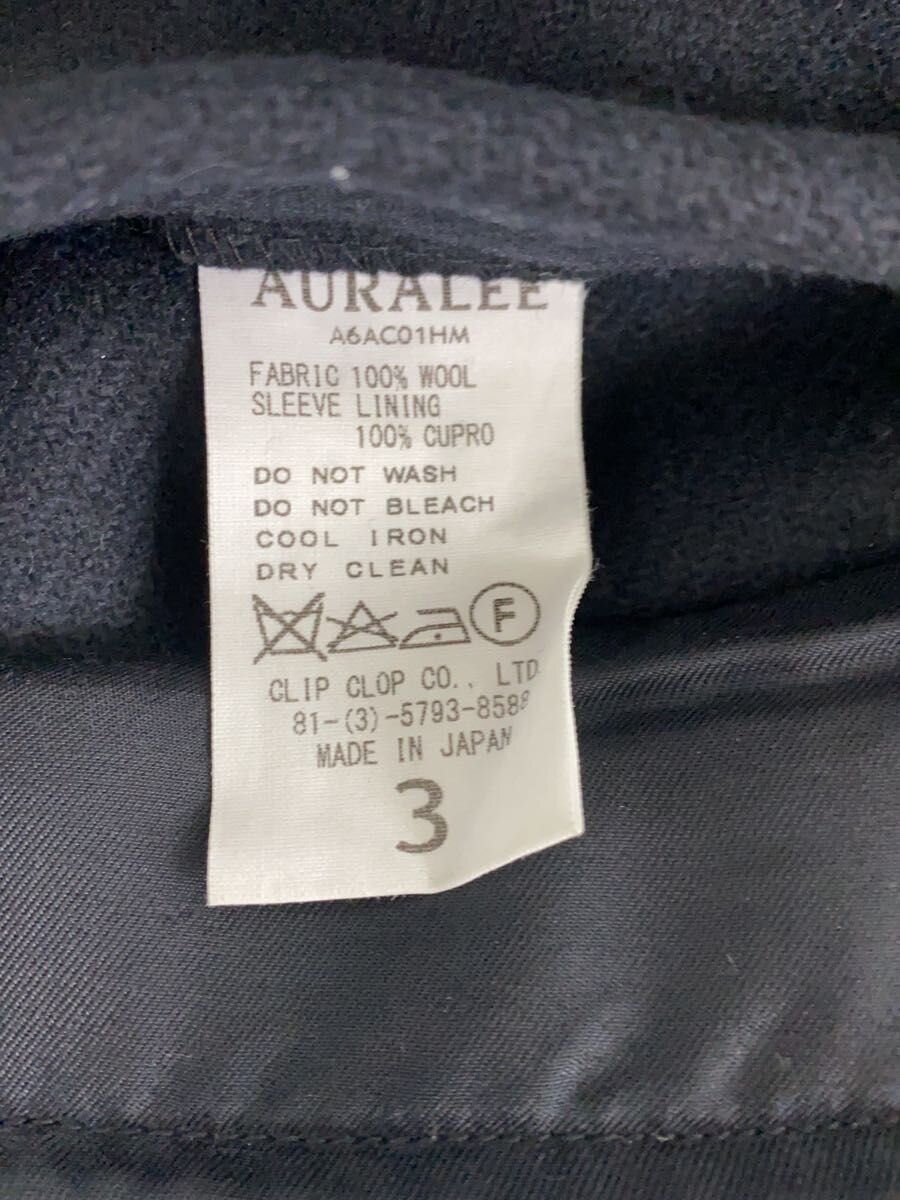 AURALEE
A6AC01HM
FABRIC 100% WOOL
SLEEVE LINING
100% CUPRO
DO NOT WASH
DO NOT BLEACH
COOL IRON
DRY CLEAN
F
CLIP CLOP CO., LTD
81-(3)-5793-8588
MADE IN JAPAN
3